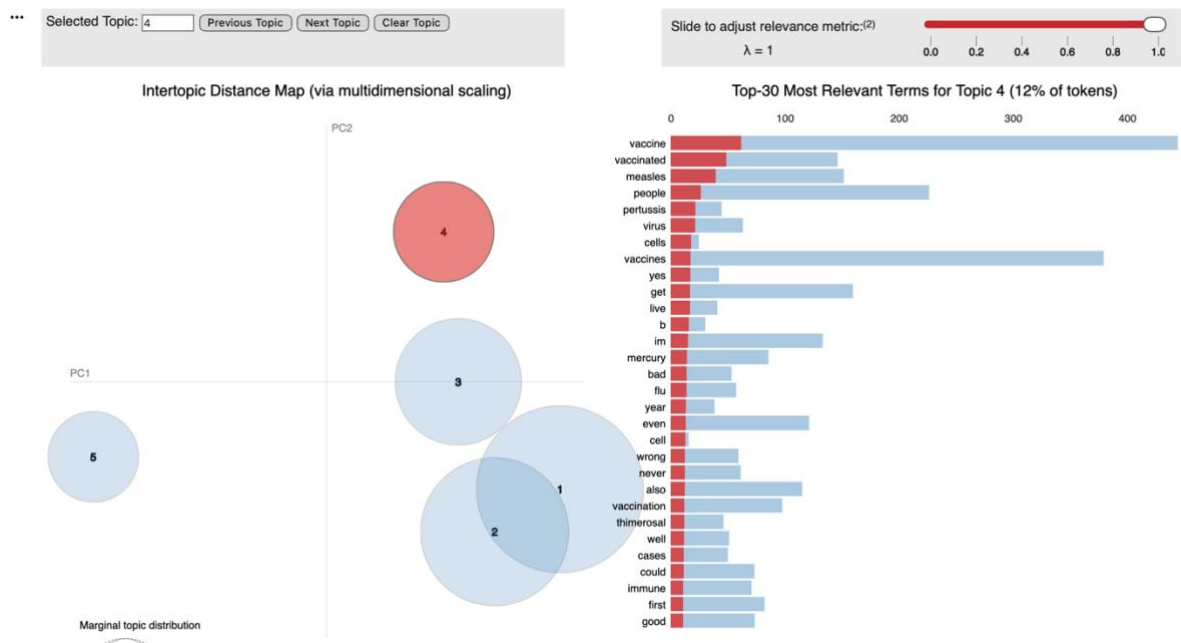 Selected Topic: 4 Previous Topic Next Topic Clear Topic
Slide to adjust relevance metric:(2)
λ = 1
0.0 0.2 0.4 0.6 0.8 1.0
Intertopic Distance Map (via multidimensional scaling)
PC2
PC1
4
3
5
1
2
Marginal topic distribution
Top-30 Most Relevant Terms for Topic 4 (12% of tokens)
0 100 200 300 400
vaccine
vaccinated
measles
people
pertussis
virus
cells
vaccines
yes
get
live
b
im
mercury
bad
flu
year
even
cell
wrong
never
also
vaccination
thimerosal
well
cases
could
immune
first
good